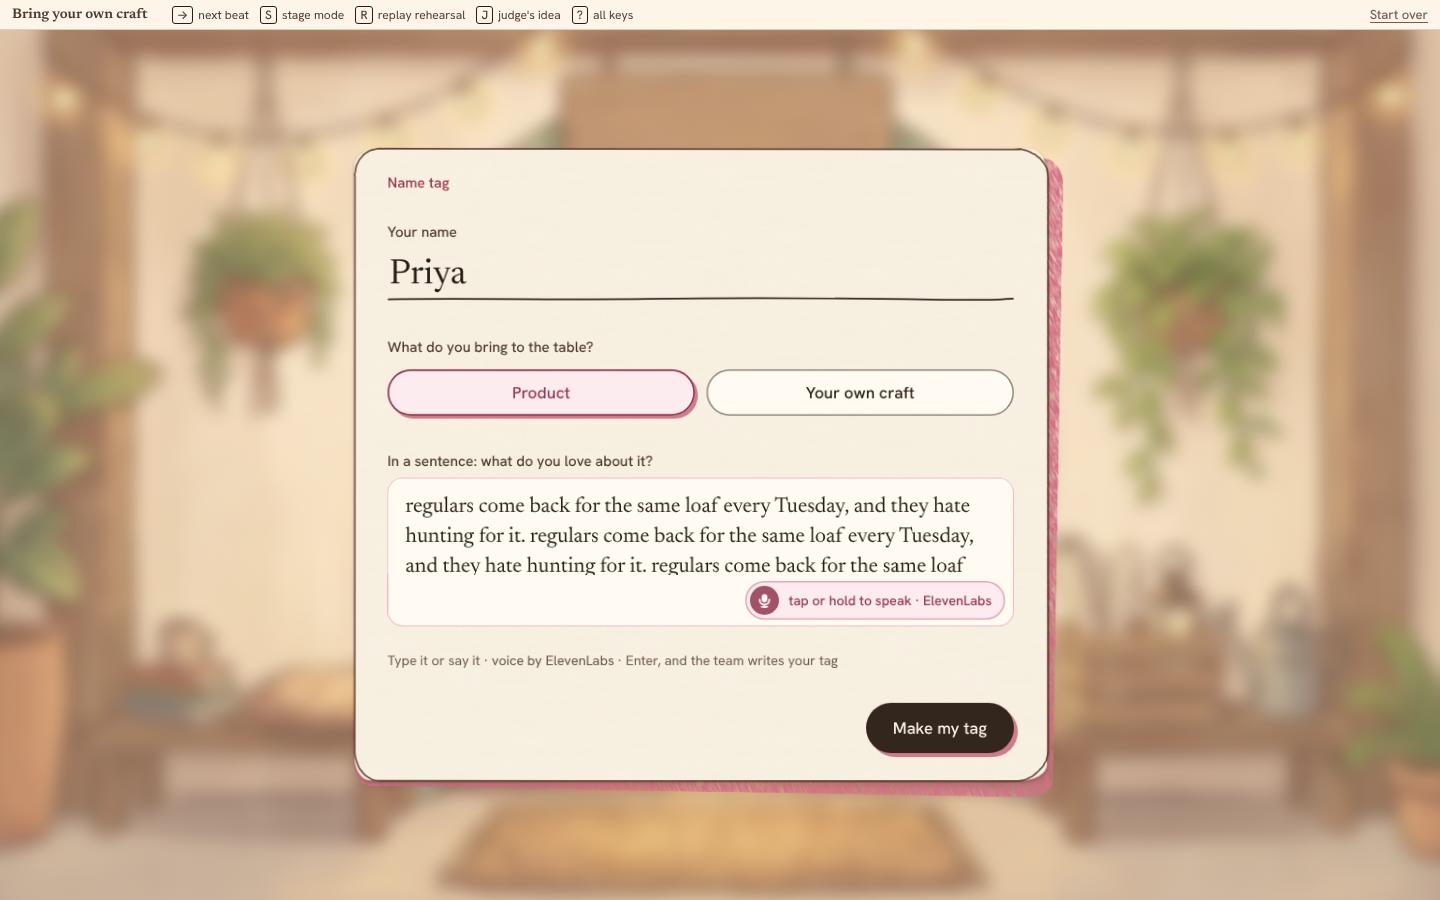 Bring your own craft → next beat S stage mode R replay rehearsal J judge's idea ? all keys Start over
Name tag
Your name
Priya
What do you bring to the table?
Product Your own craft
In a sentence: what do you love about it?
regulars come back for the same loaf every Tuesday, and they hate
hunting for it. regulars come back for the same loaf every Tuesday,
and they hate hunting for it. regulars come back for the same loaf
tap or hold to speak · ElevenLabs
Type it or say it · voice by ElevenLabs · Enter, and the team writes your tag
Make my tag